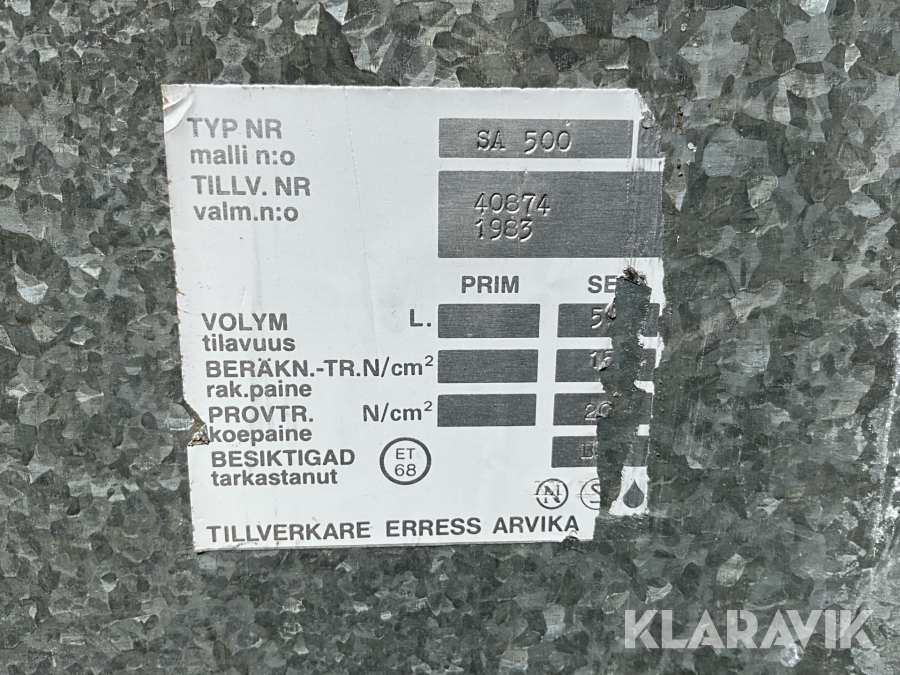 TYP NR SA 500
malli n:o
TILLV. NR 40874
valm.n:o 1983
PRIM
VOLYM L.
tilavuus
BERÄKN.-TR. N/cm²
rak.paine
PROVTR. N/cm²
koepaine
BESIKTIGAD ET 68
tarkastanut
N S
TILLVERKARE ERRESS ARVIKA
KLARAVIK